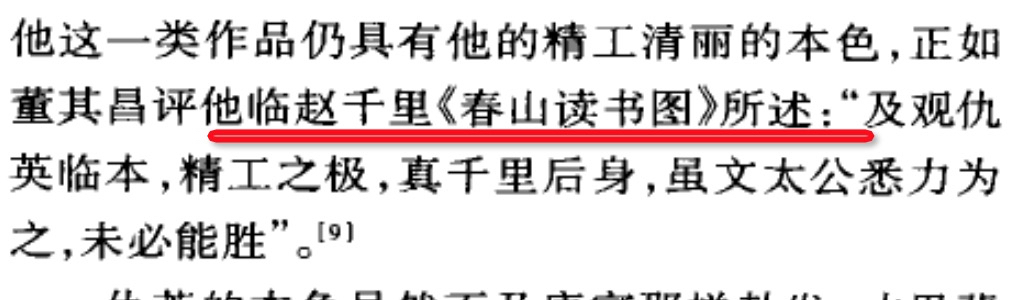 他这一类作品仍具有他的精工清丽的本色,正如
董其昌评他临赵千里《春山读书图》所述:“及观仇
英临本,精工之极,真千里后身,虽文太公悉力为
之,未必能胜”。[9]